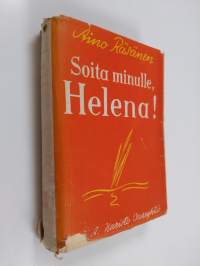 Aino Räsänen
Soita minulle,
Helena!